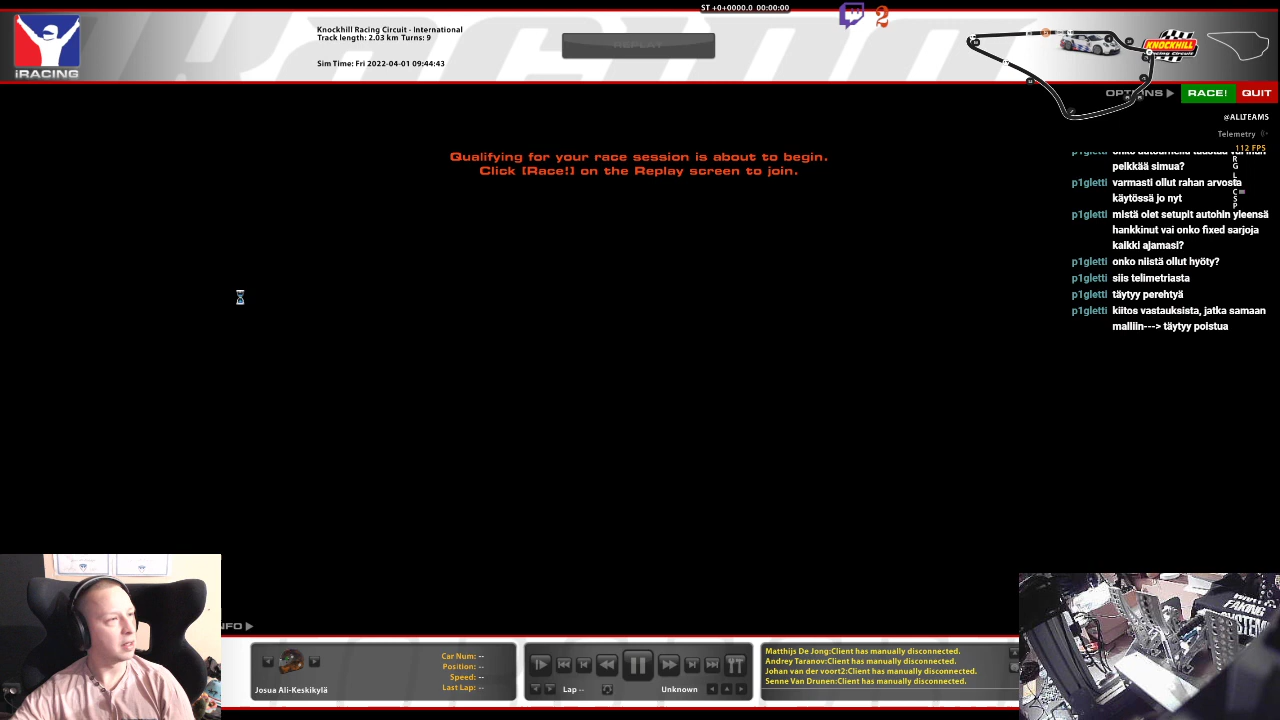 ST +0+0000.0 00:00:00
2
iRACING
Knockhill Racing Circuit - International
Track length: 2.03 km Turns: 9
Sim Time: Fri 2022-04-01 09:44:43
REPLAY
KNOCKHILL
Racing Circuit
OPTIONS
RACE!
QUIT
@ALLTEAMS
Telemetry
112 FPS
Qualifying for your race session is about to begin.
Click [Race!] on the Replay screen to join.
p1gletti
pelkkää simua?
p1gletti varmasti ollut rahan arvosta
käytössä jo nyt
p1gletti mistä olet setupit autohin yleensä
hankkinut vai onko fixed sarjoja
kaikki ajamasi?
p1gletti onko niistä ollut hyöty?
p1gletti siis telimetriasta
p1gletti täytyy perehtyä
p1gletti kiitos vastauksista, jatka samaan
malliin---> täytyy poistua
R
G
L
C
S
P
NFO
Josua Ali-Keskikylä
Car Num: --
Position: --
Speed: --
Last Lap: --
Lap --
Unknown
Matthijs De Jong:Client has manually disconnected.
Andrey Taranov:Client has manually disconnected.
Johan van der voort2:Client has manually disconnected.
Senne Van Drunen:Client has manually disconnected.